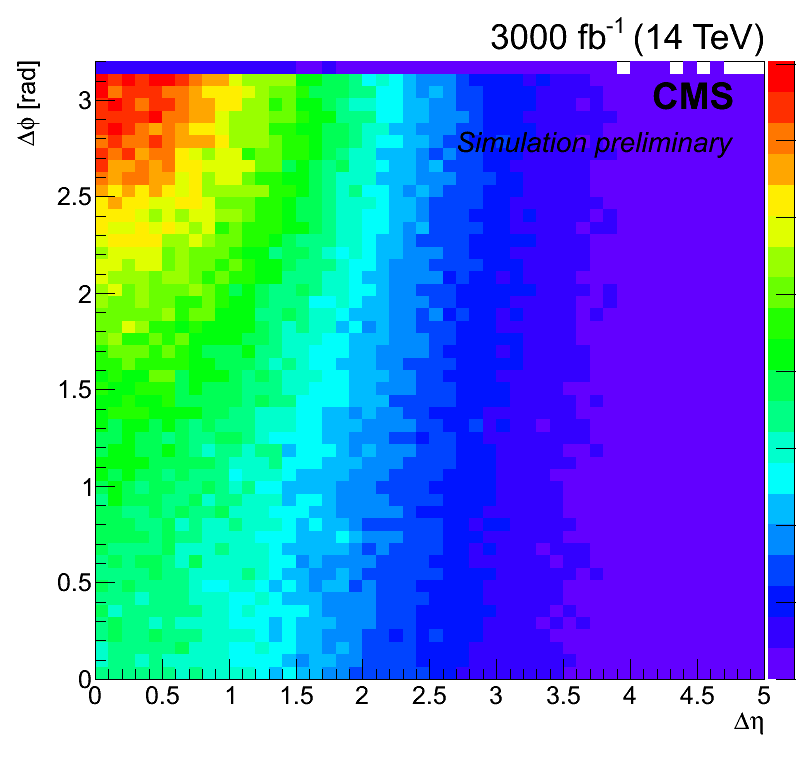 3000 fb-1 (14 TeV)
Δϕ [rad]
CMS
Simulation preliminary
3
2.5
2
1.5
1
0.5
0
0 0.5 1 1.5 2 2.5 3 3.5 4 4.5 5
Δη